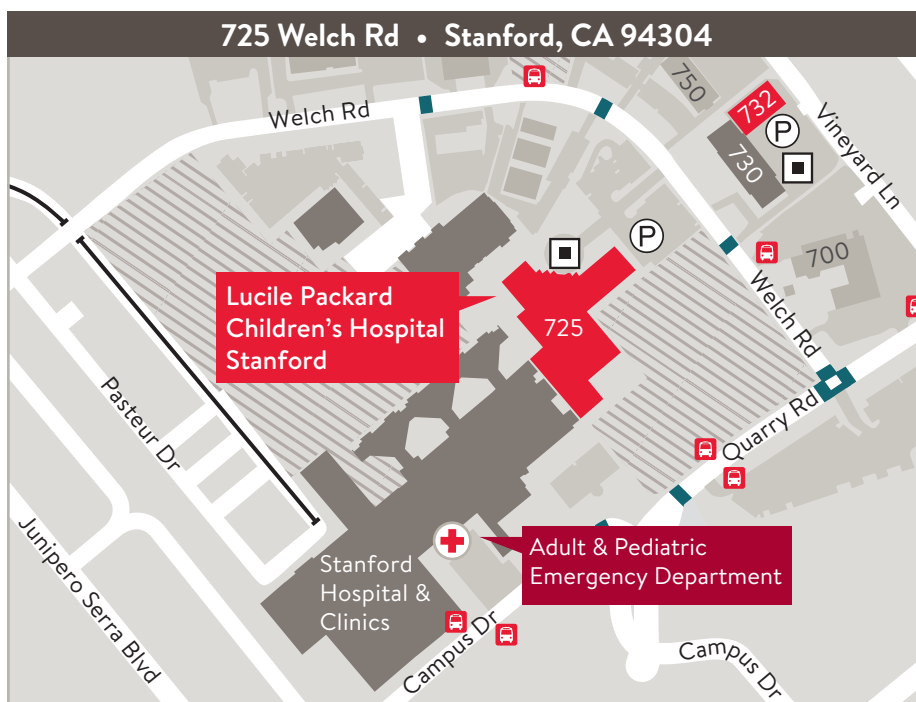 725 Welch Rd • Stanford, CA 94304
Welch Rd
750
732
P
730
Vineyard Ln
P
700
Lucile Packard
Children's Hospital
Stanford
725
Welch Rd
Pasteur Dr
Quarry Rd
Junipero Serra Blvd
Stanford
Hospital &
Clinics
Adult & Pediatric
Emergency Department
Campus Dr
Campus Dr